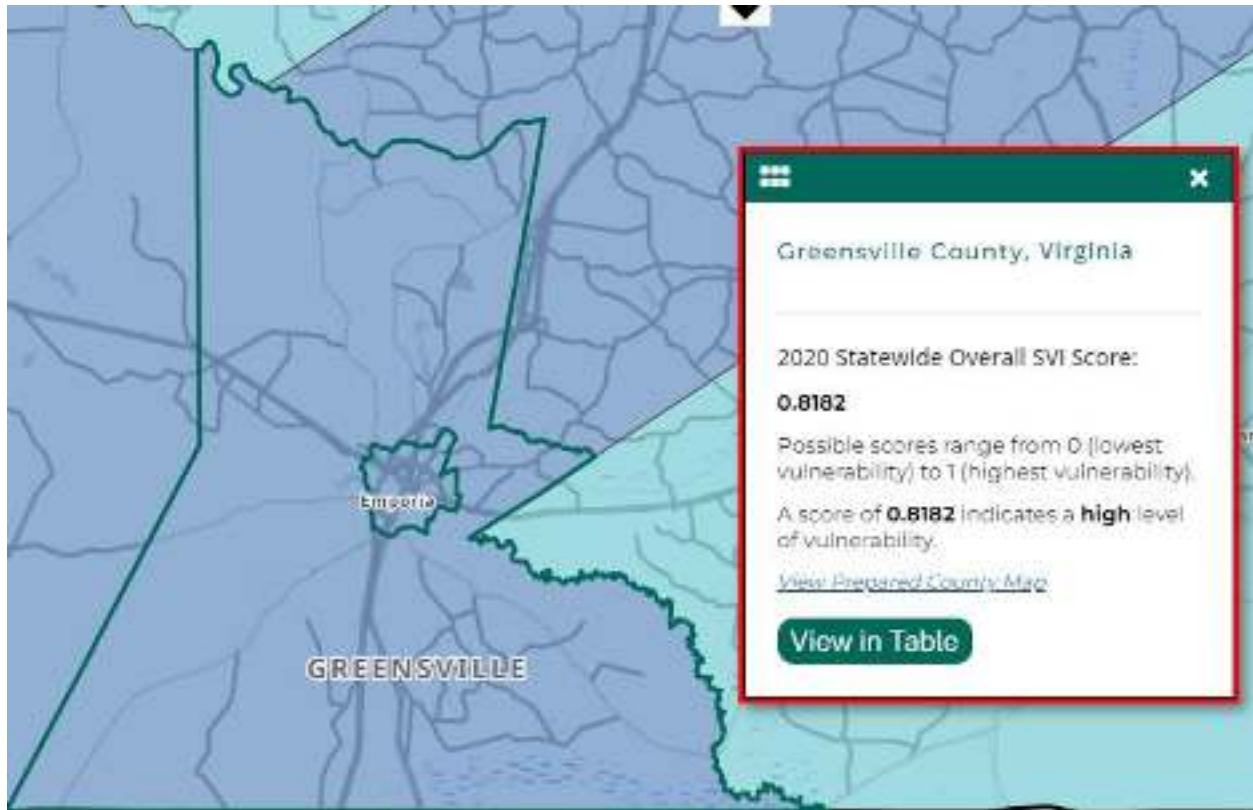 Emporia
GREENSVILLE
Greensville County, Virginia
2020 Statewide Overall SVI Score:
0.8182
Possible scores range from 0 (lowest
vulnerability) to 1 (highest vulnerability).
A score of 0.8182 indicates a high level
of vulnerability.
View Prepared County Map
View in Table